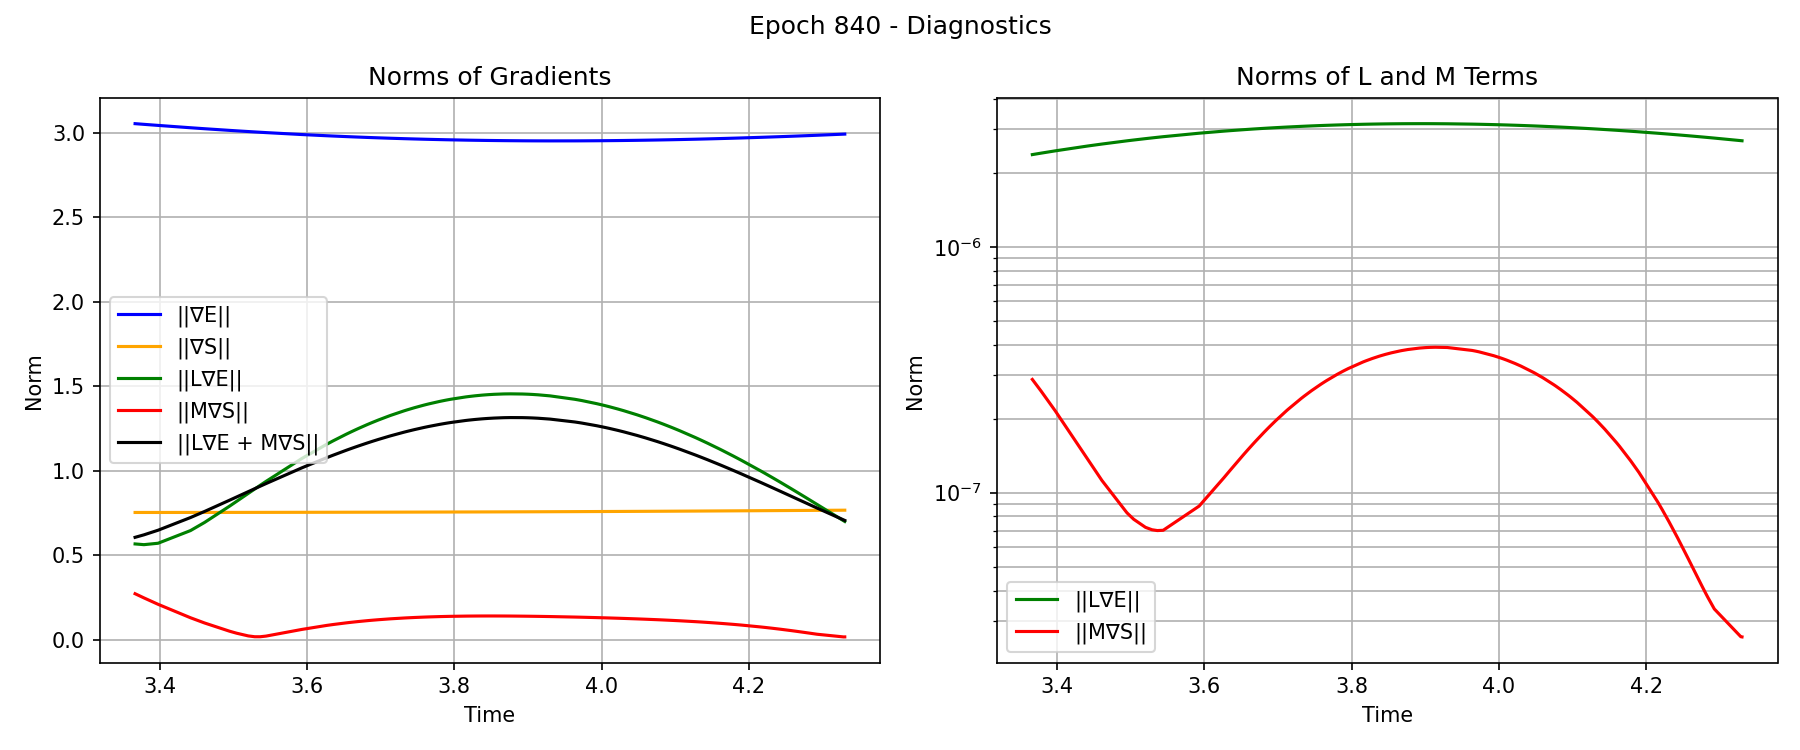 Epoch 840 - Diagnostics
Norms of Gradients
Norm
3.0
2.5
2.0
1.5
1.0
0.5
0.0
||∇E||
||∇S||
||L∇E||
||M∇S||
||L∇E + M∇S||
3.4 3.6 3.8 4.0 4.2
Time
Norms of L and M Terms
Norm
10⁻⁶
10⁻⁷
||L∇E||
||M∇S||
3.4 3.6 3.8 4.0 4.2
Time